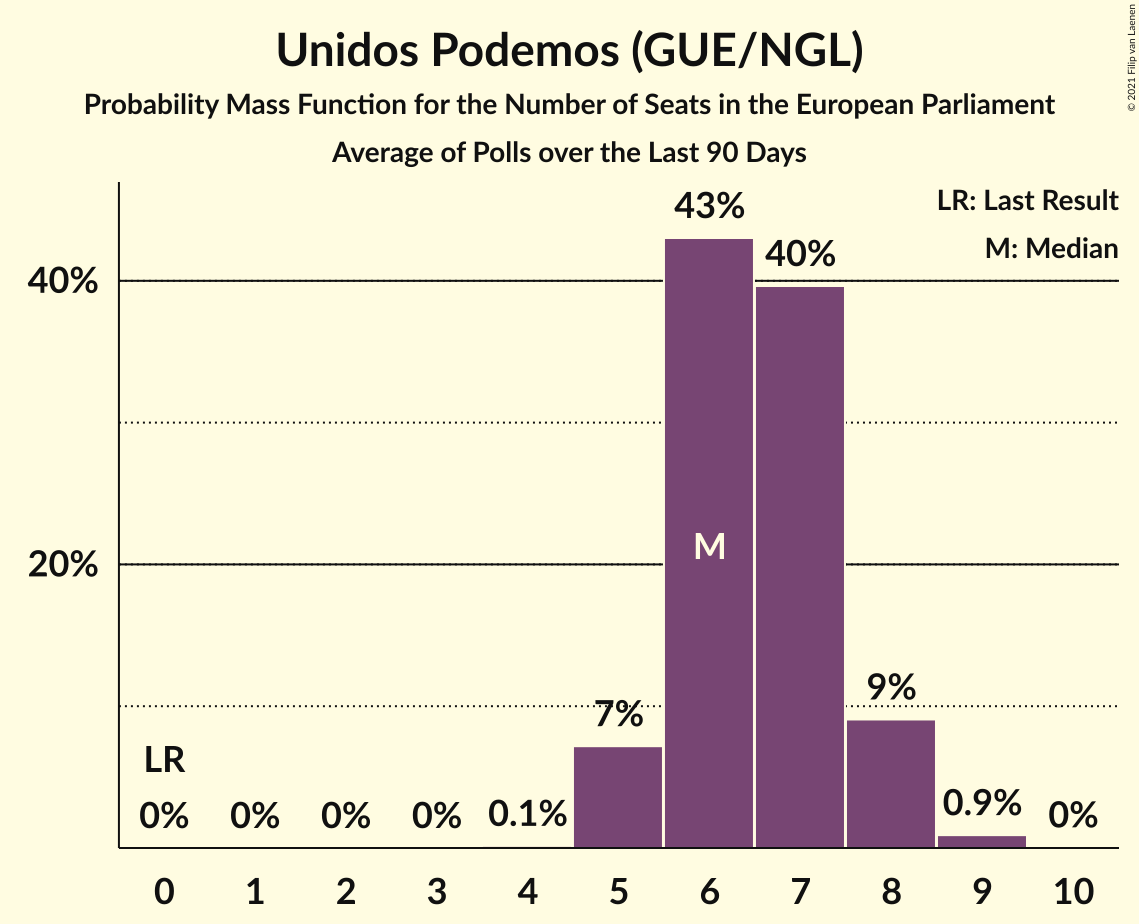 Unidos Podemos (GUE/NGL)
Probability Mass Function for the Number of Seats in the European Parliament
Average of Polls over the Last 90 Days
© 2021 Filip van Laenen
LR: Last Result
M: Median
43%
40%
40%
20%
M
9%
7%
LR
0% 0% 0% 0% 0.1% 0.9% 0%
0 1 2 3 4 5 6 7 8 9 10